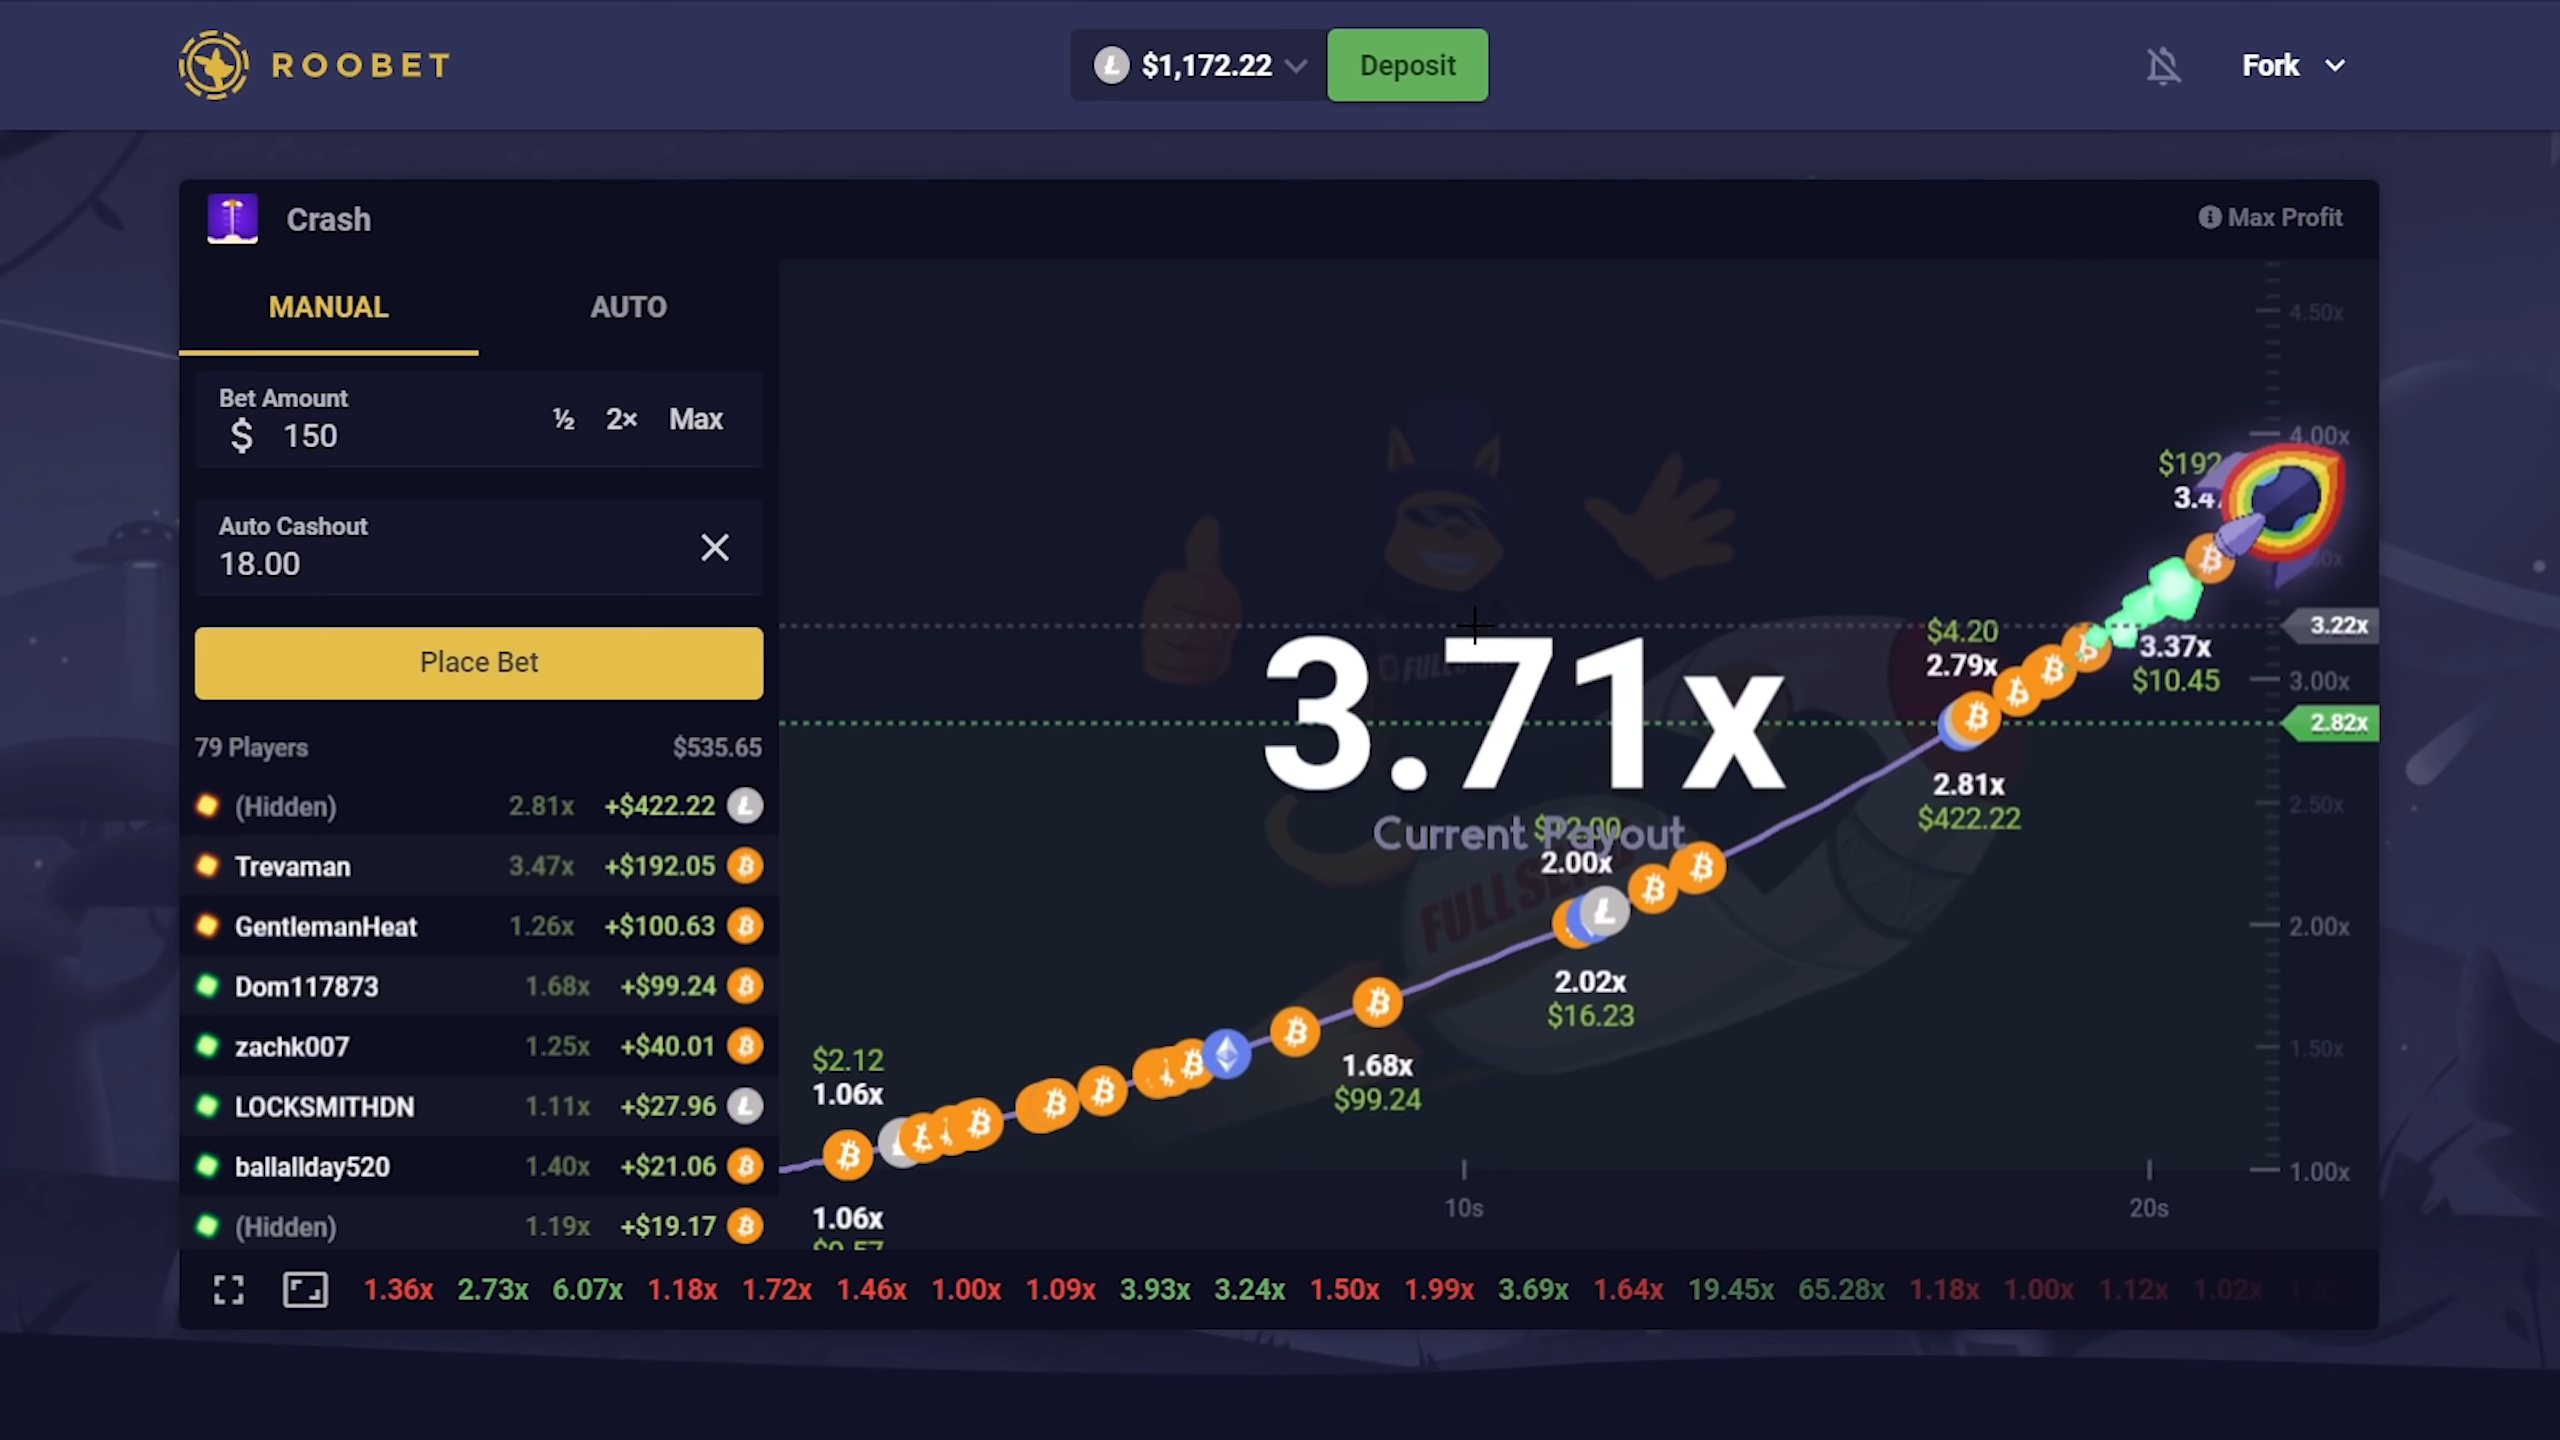 ROOBET
$1,172.22
Deposit
Fork
Crash
Max Profit
MANUAL
AUTO
Bet Amount
$ 150
½ 2× Max
Auto Cashout
18.00
Place Bet
79 Players $535.65
(Hidden) 2.81x +$422.22
Trevaman 3.47x +$192.05
GentlemanHeat 1.26x +$100.63
Dom117873 1.68x +$99.24
zachk007 1.25x +$40.01
LOCKSMITHDN 1.11x +$27.96
ballallday520 1.40x +$21.06
(Hidden) 1.19x +$19.17
3.71x
Current Payout
$12.00
2.00x
FULL SEND
$2.12
1.06x
1.06x
1.68x
$99.24
2.02x
$16.23
$4.20
2.79x
2.81x
$422.22
3.37x
$10.45
$192
4.50x
4.00x
3.22x
3.00x
2.82x
2.50x
2.00x
1.50x
1.00x
10s
20s
1.36x 2.73x 6.07x 1.18x 1.72x 1.46x 1.00x 1.09x 3.93x 3.24x 1.50x 1.99x 3.69x 1.64x 19.45x 65.28x 1.18x 1.00x 1.12x 1.02x